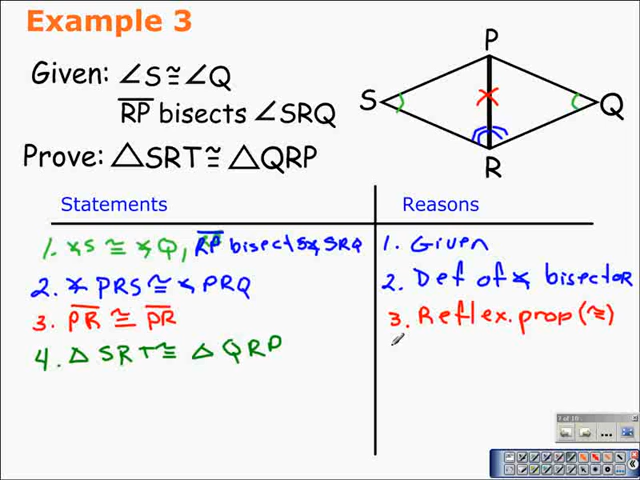 Example 3
Given: ∠S ≅ ∠Q
RP bisects ∠SRQ
Prove: △SRT ≅ △QRP
P
S
Q
R
Statements
Reasons
1. ∠S ≅ ∠Q, RP bisects ∠SRQ
1. Given
2. ∠PRS ≅ ∠PRQ
2. Def of ∠ bisector
3. PR ≅ PR
3. Reflex. prop (≅)
4. △ SRT ≅ △ QRP